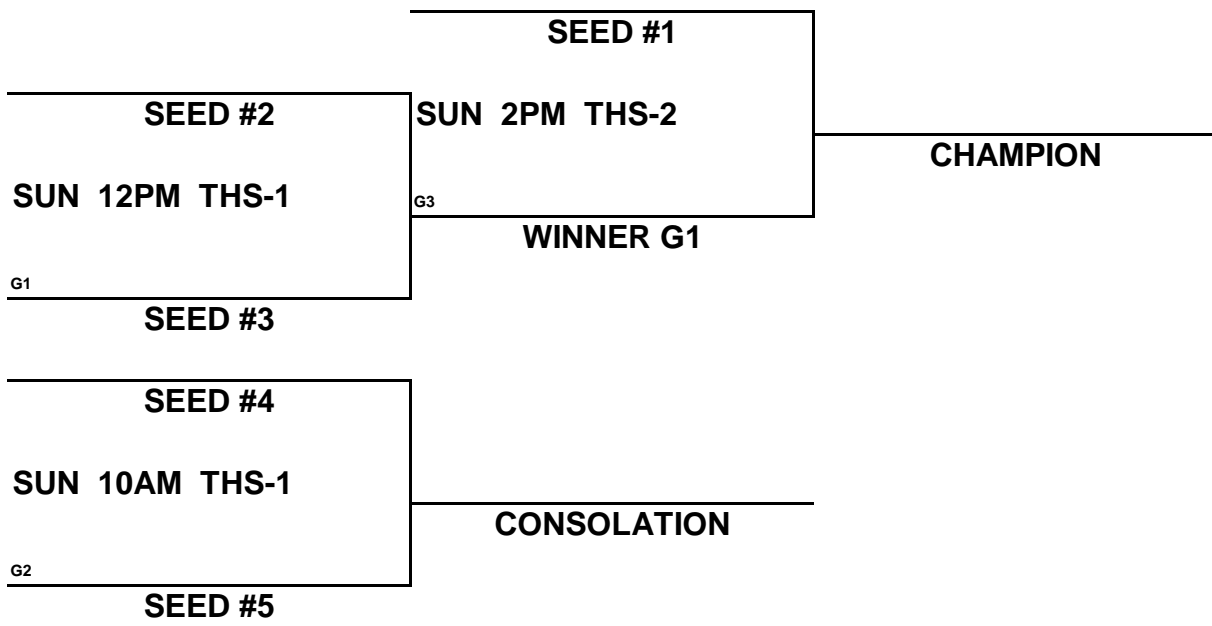 SEED #1
SEED #2
SUN 2PM THS-2
CHAMPION
SUN 12PM THS-1
G3
WINNER G1
G1
SEED #3
SEED #4
SUN 10AM THS-1
CONSOLATION
G2
SEED #5